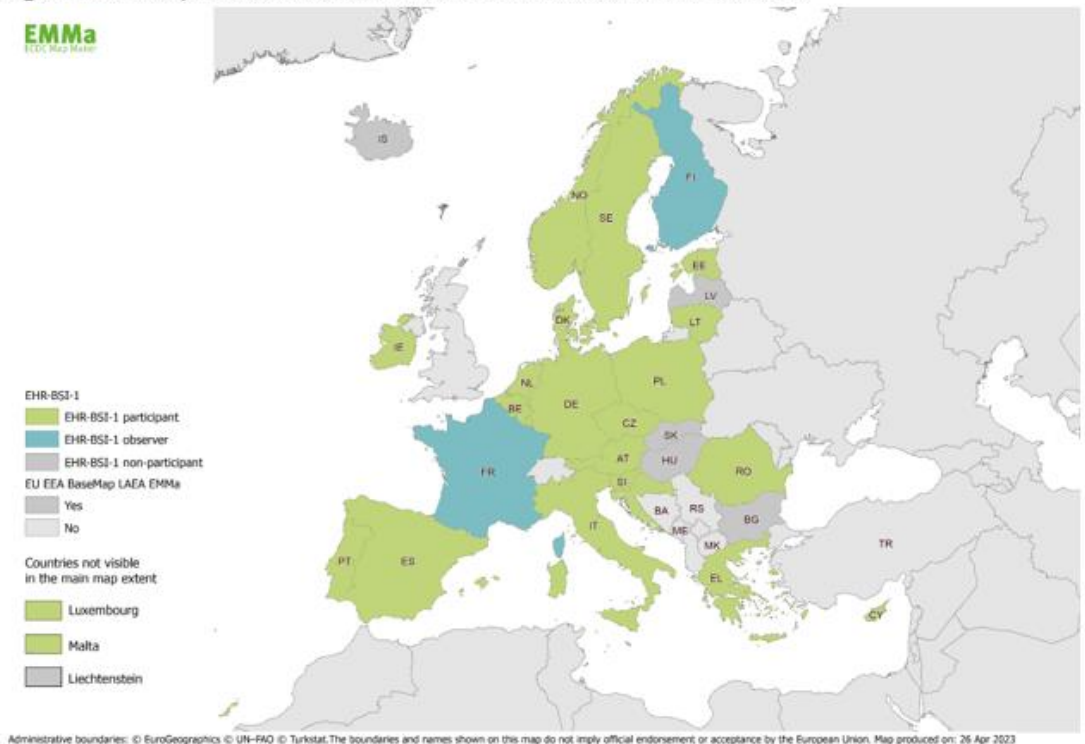 EMMa
ECDC Map Maker
IS
FI
NO
SE
EE
LV
DK
LT
IE
NL
PL
BE
DE
CZ
SK
FR
AT
HU
RO
SI
BA
RS
BG
IT
ME
MK
TR
PT
ES
EL
CY
EHR-BSI-1
EHR-BSI-1 participant
EHR-BSI-1 observer
EHR-BSI-1 non-participant
EU EEA BaseMap LAEA EMMa
Yes
No
Countries not visible
in the main map extent
Luxembourg
Malta
Liechtenstein
Administrative boundaries: © EuroGeographics © UN–FAO © Turkstat.The boundaries and names shown on this map do not imply official endorsement or acceptance by the European Union. Map produced on: 26 Apr 2023